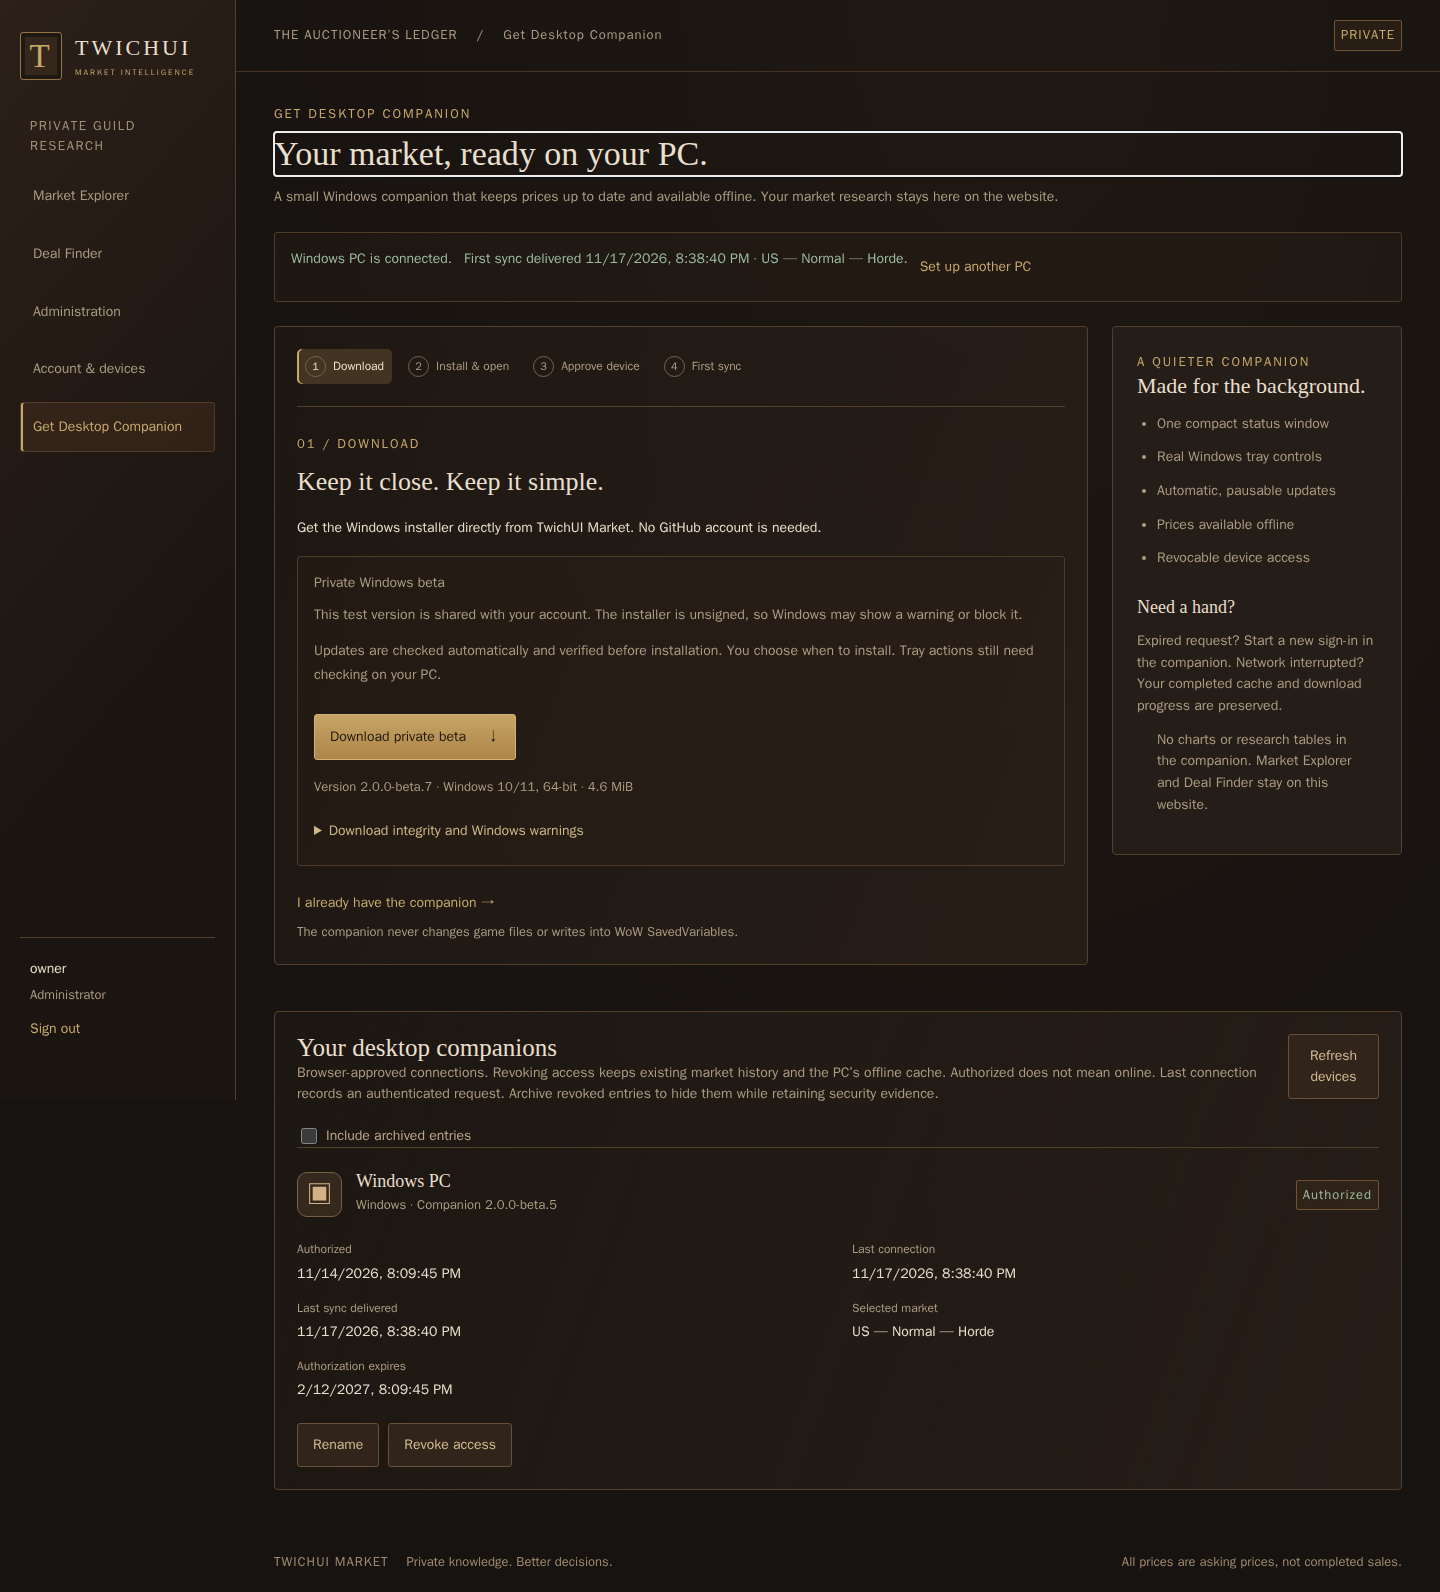 T
TWICHUI
MARKET INTELLIGENCE
PRIVATE GUILD
RESEARCH
Market Explorer
Deal Finder
Administration
Account & devices
Get Desktop Companion
owner
Administrator
Sign out
THE AUCTIONEER'S LEDGER / Get Desktop Companion
PRIVATE
GET DESKTOP COMPANION
Your market, ready on your PC.
A small Windows companion that keeps prices up to date and available offline. Your market research stays here on the website.
Windows PC is connected. First sync delivered 11/17/2026, 8:38:40 PM · US — Normal — Horde. Set up another PC
1 Download 2 Install & open 3 Approve device 4 First sync
01 / DOWNLOAD
Keep it close. Keep it simple.
Get the Windows installer directly from TwichUI Market. No GitHub account is needed.
Private Windows beta
This test version is shared with your account. The installer is unsigned, so Windows may show a warning or block it.
Updates are checked automatically and verified before installation. You choose when to install. Tray actions still need
checking on your PC.
Download private beta ↓
Version 2.0.0-beta.7 · Windows 10/11, 64-bit · 4.6 MiB
▶ Download integrity and Windows warnings
I already have the companion →
The companion never changes game files or writes into WoW SavedVariables.
A QUIETER COMPANION
Made for the background.
• One compact status window
• Real Windows tray controls
• Automatic, pausable updates
• Prices available offline
• Revocable device access
Need a hand?
Expired request? Start a new sign-in in
the companion. Network interrupted?
Your completed cache and download
progress are preserved.
No charts or research tables in
the companion. Market Explorer
and Deal Finder stay on this
website.
Your desktop companions
Browser-approved connections. Revoking access keeps existing market history and the PC's offline cache. Authorized does not mean online. Last connection
records an authenticated request. Archive revoked entries to hide them while retaining security evidence.
Refresh
devices
Include archived entries
Windows PC
Windows · Companion 2.0.0-beta.5
Authorized
Authorized
11/14/2026, 8:09:45 PM
Last connection
11/17/2026, 8:38:40 PM
Last sync delivered
11/17/2026, 8:38:40 PM
Selected market
US — Normal — Horde
Authorization expires
2/12/2027, 8:09:45 PM
Rename
Revoke access
TWICHUI MARKET Private knowledge. Better decisions.
All prices are asking prices, not completed sales.